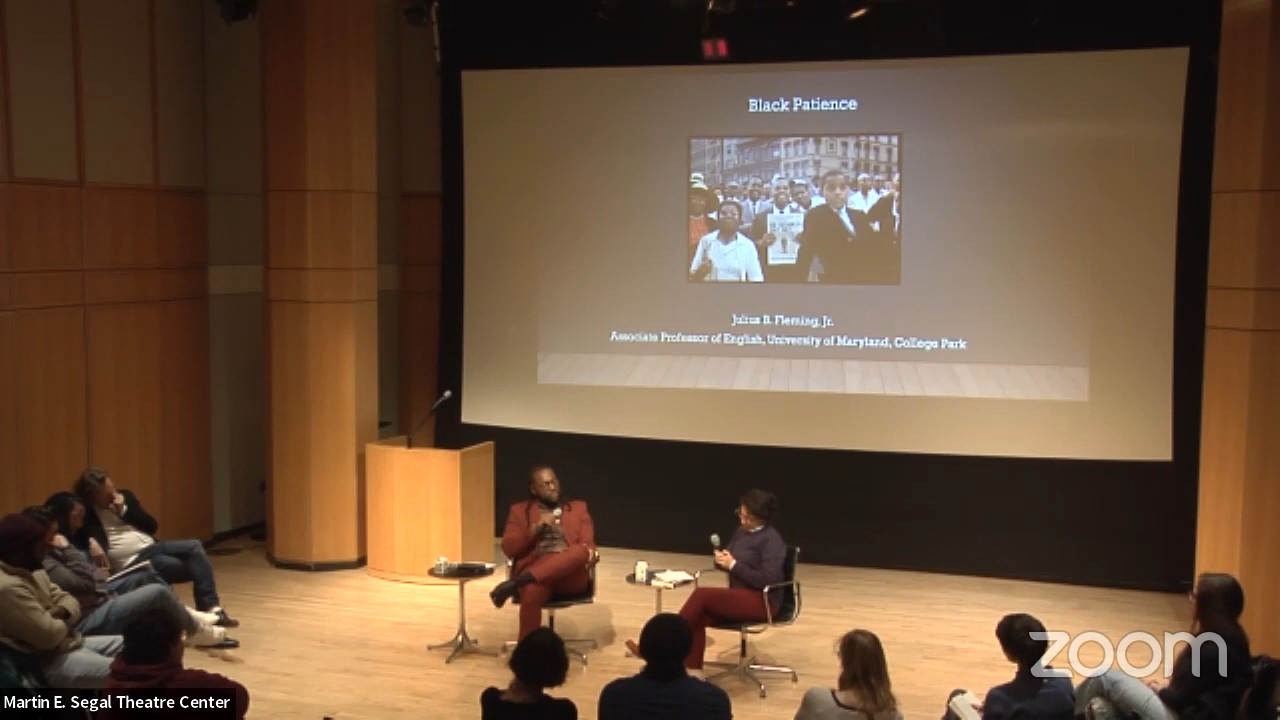 Black Patience
Julius B. Fleming, Jr.
Associate Professor of English, University of Maryland, College Park
zoom
Martin E. Segal Theatre Center